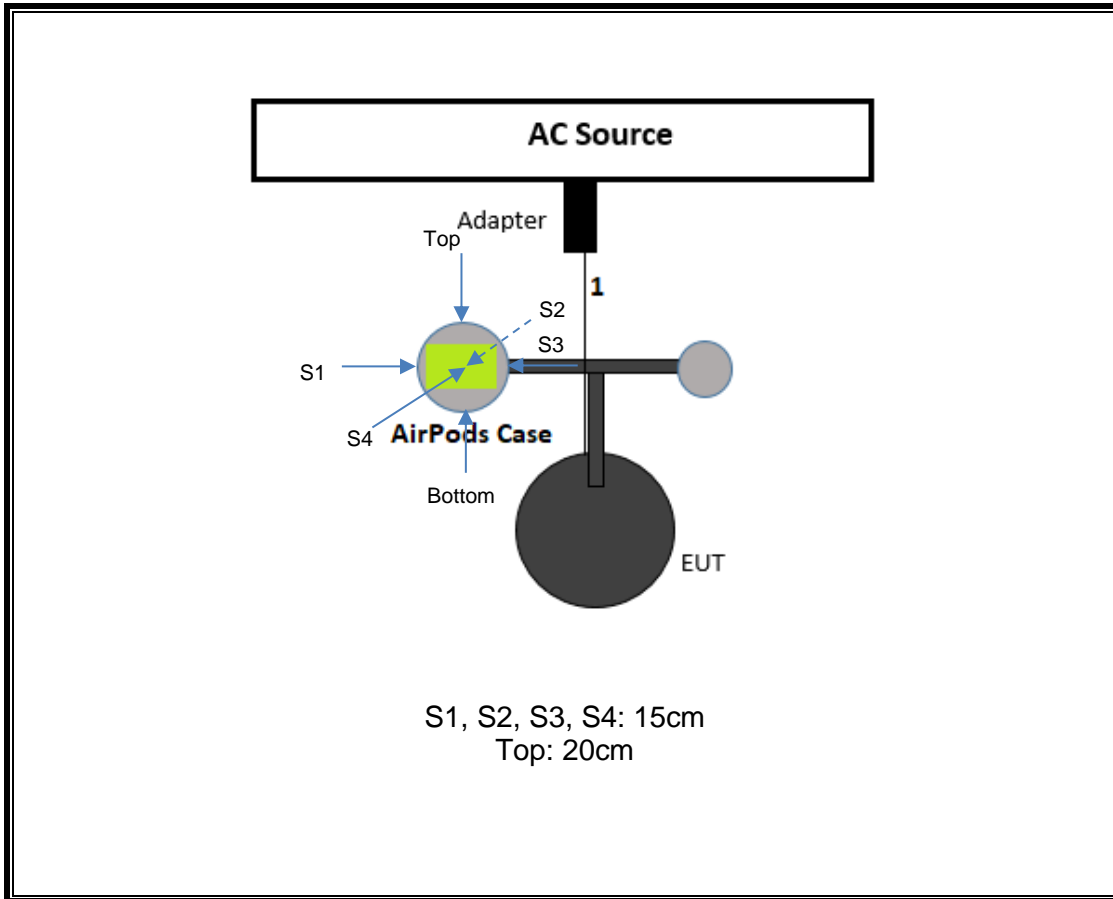 AC Source
Adapter
Top
1
S2
S3
S1
S4
AirPods Case
Bottom
EUT
S1, S2, S3, S4: 15cm
Top: 20cm